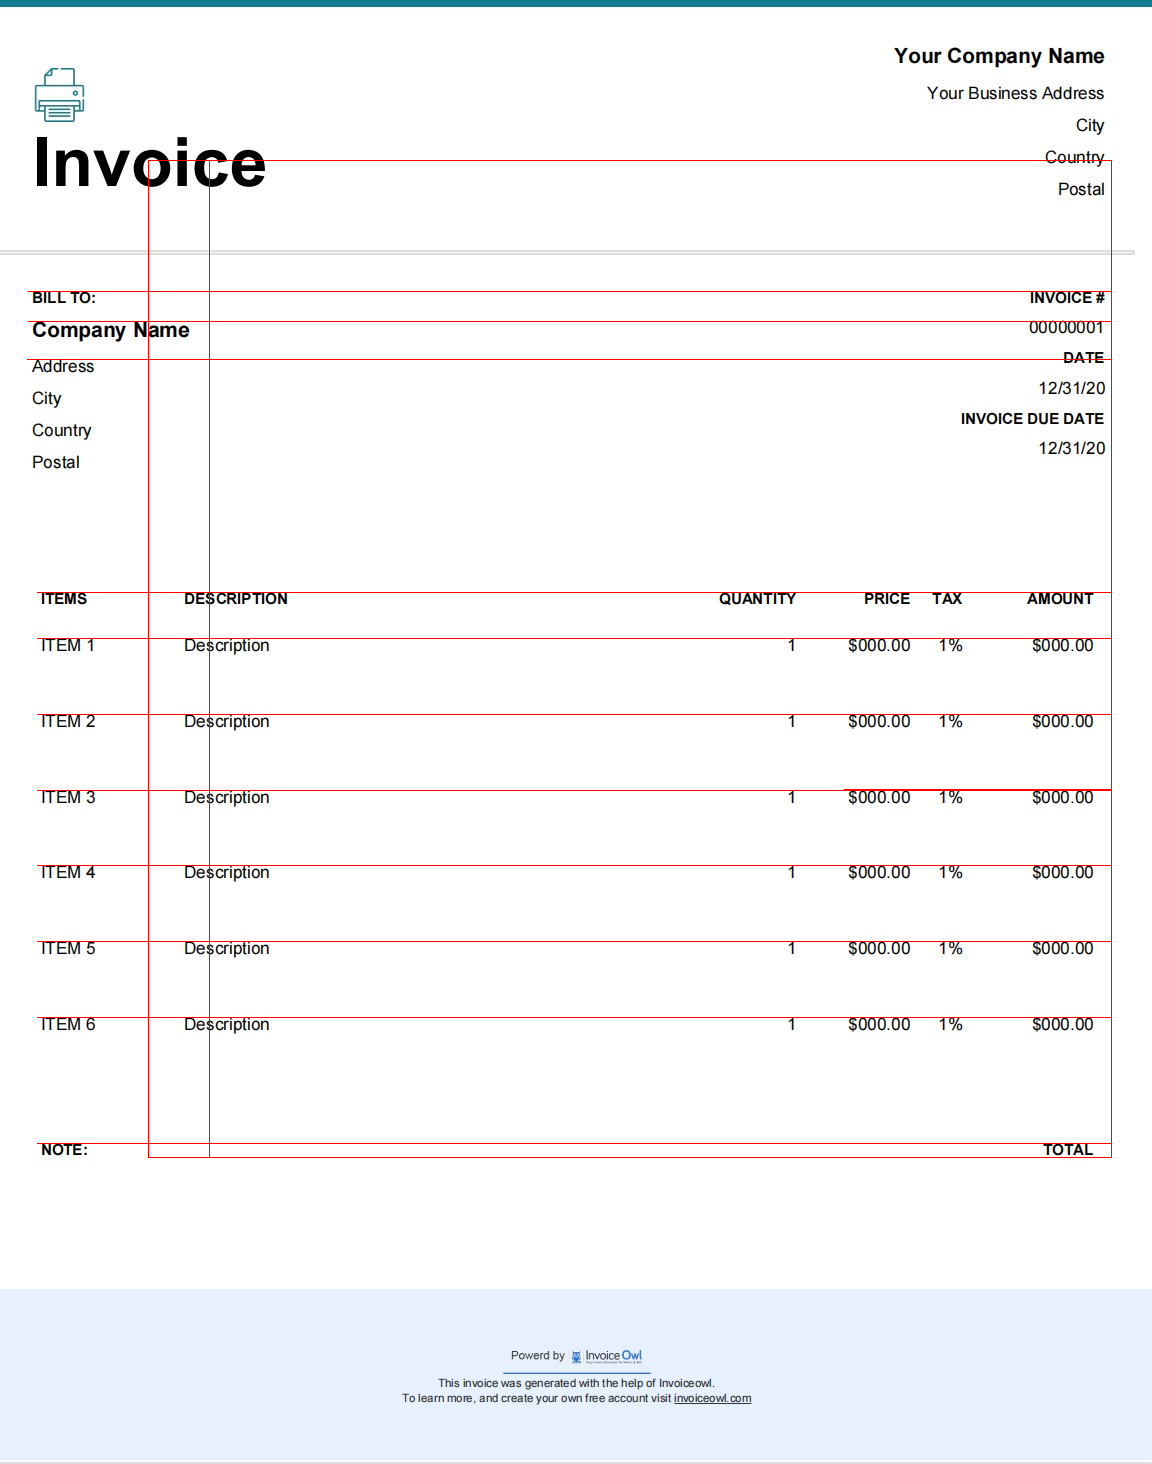 Your Company Name
Your Business Address
City
Country
Postal
Invoice
BILL TO:
Company Name
Address
City
Country
Postal
INVOICE #
00000001
DATE
12/31/20
INVOICE DUE DATE
12/31/20
ITEMS DESCRIPTION QUANTITY PRICE TAX AMOUNT
ITEM 1 Description 1 $000.00 1% $000.00
ITEM 2 Description 1 $000.00 1% $000.00
ITEM 3 Description 1 $000.00 1% $000.00
ITEM 4 Description 1 $000.00 1% $000.00
ITEM 5 Description 1 $000.00 1% $000.00
ITEM 6 Description 1 $000.00 1% $000.00
NOTE: TOTAL
Powerd by InvoiceOwl
This invoice was generated with the help of Invoiceowl.
To learn more, and create your own free account visit invoiceowl.com